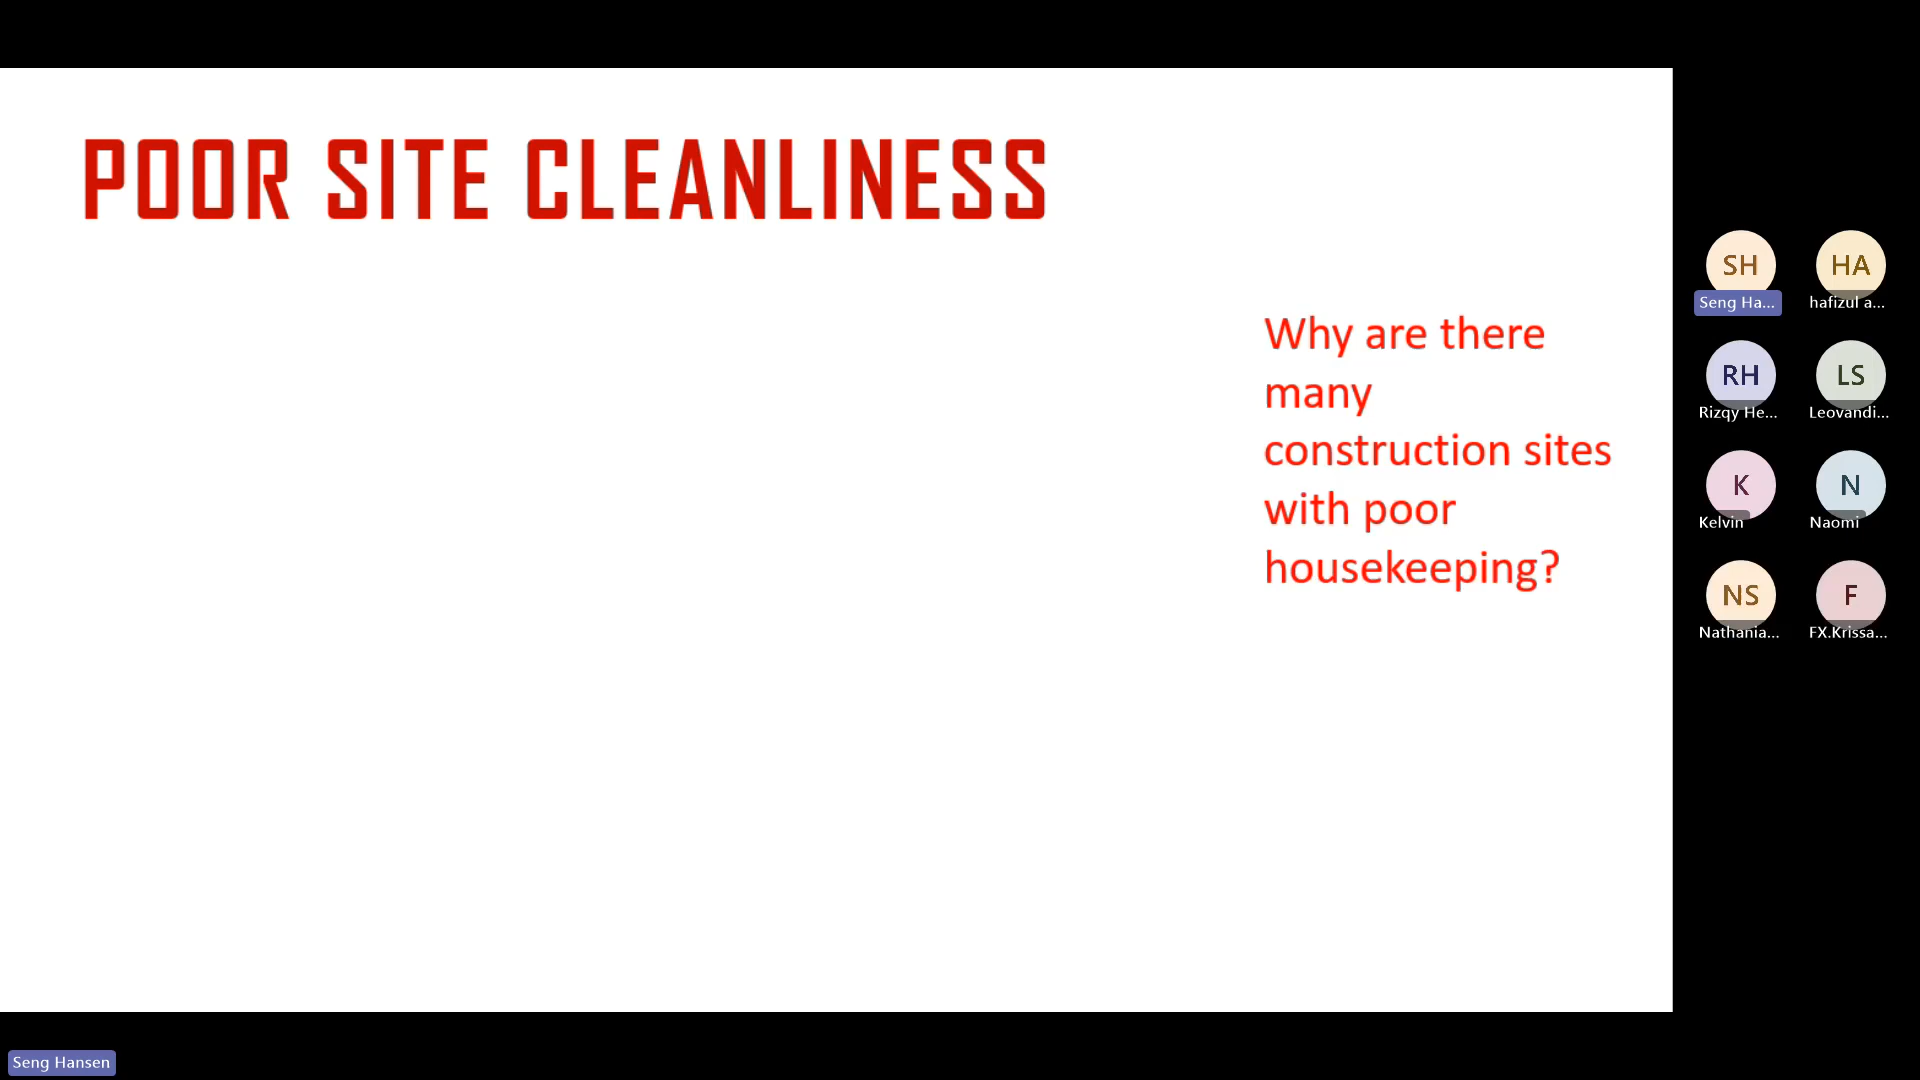 POOR SITE CLEANLINESS
Why are there
many
construction sites
with poor
housekeeping?
SH
Seng Ha...
HA
hafizul a...
RH
Rizqy He...
LS
Leovandi...
K
Kelvin
N
Naomi
NS
Nathania...
F
FX.Krissa...
Seng Hansen